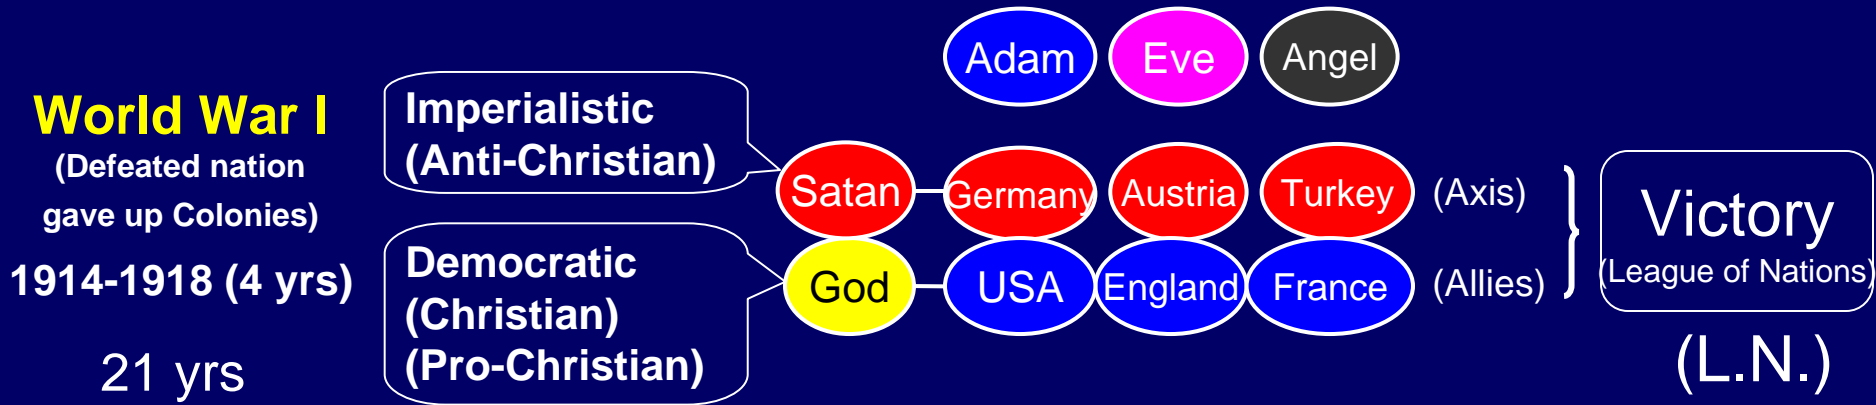 Adam Eve Angel
World War I
(Defeated nation
gave up Colonies)
1914-1918 (4 yrs)
21 yrs
Imperialistic
(Anti-Christian)
Satan Germany Austria Turkey (Axis)
Democratic
(Christian)
(Pro-Christian)
God USA England France (Allies)
Victory
(League of Nations)
(L.N.)